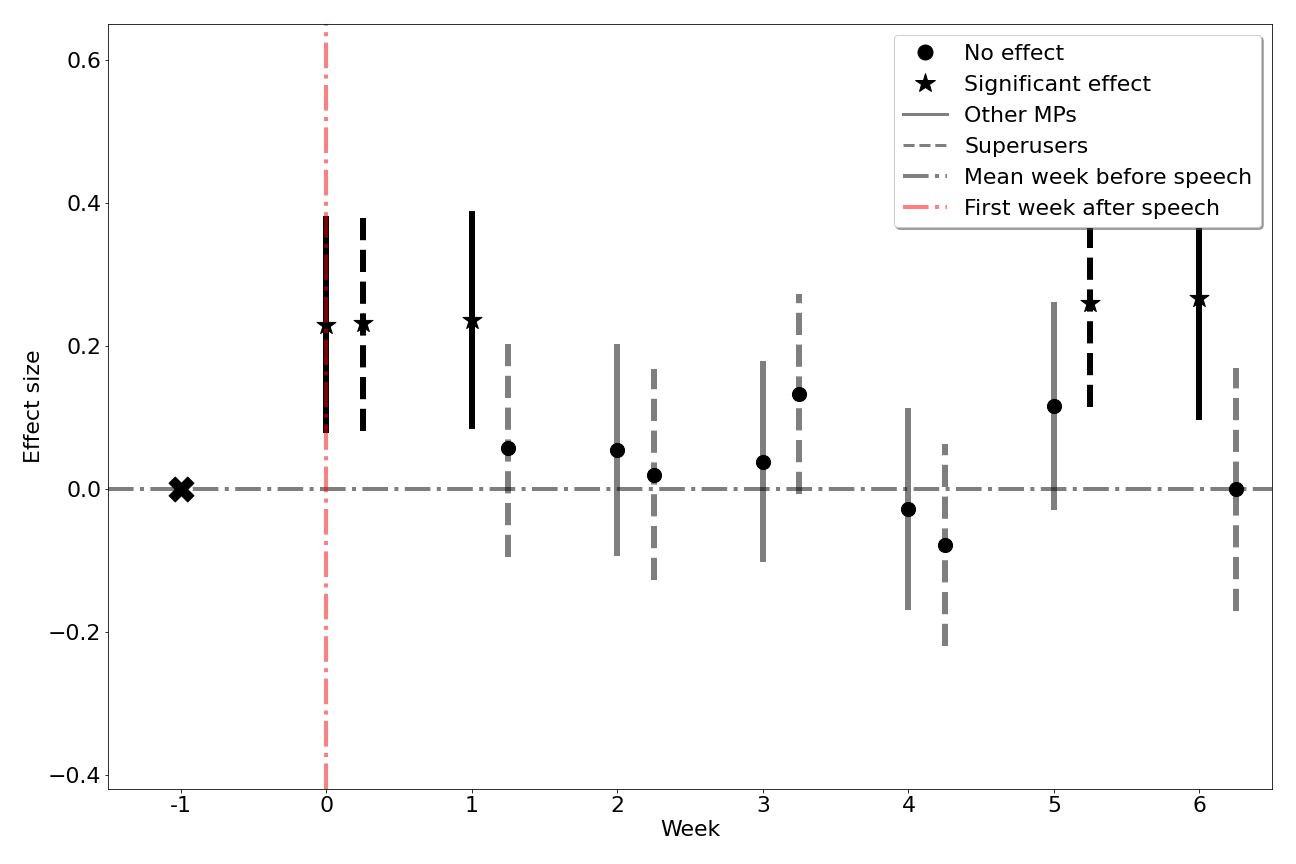 0.6
0.4
0.2
0.0
−0.2
−0.4
Effect size
-1 0 1 2 3 4 5 6
Week
No effect
Significant effect
Other MPs
Superusers
Mean week before speech
First week after speech